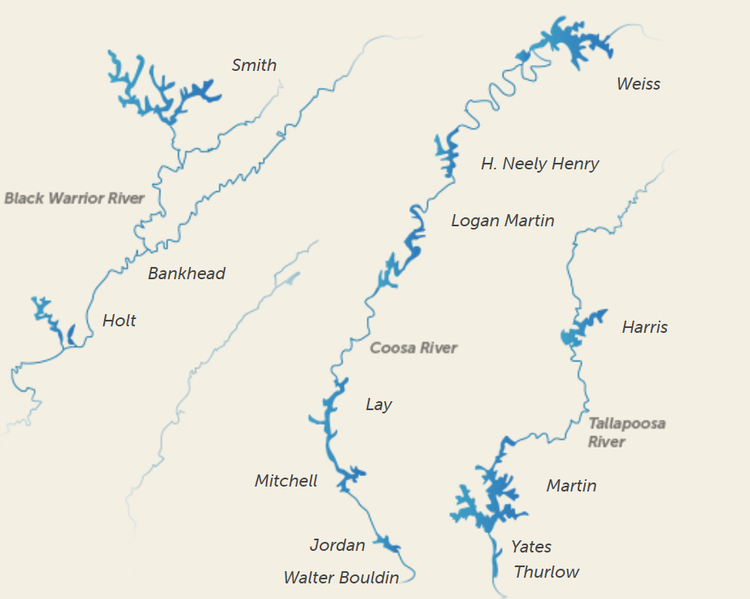 Smith
Weiss
H. Neely Henry
Black Warrior River
Logan Martin
Bankhead
Holt
Harris
Coosa River
Lay
Tallapoosa
River
Mitchell
Martin
Jordan
Yates
Walter Bouldin
Thurlow